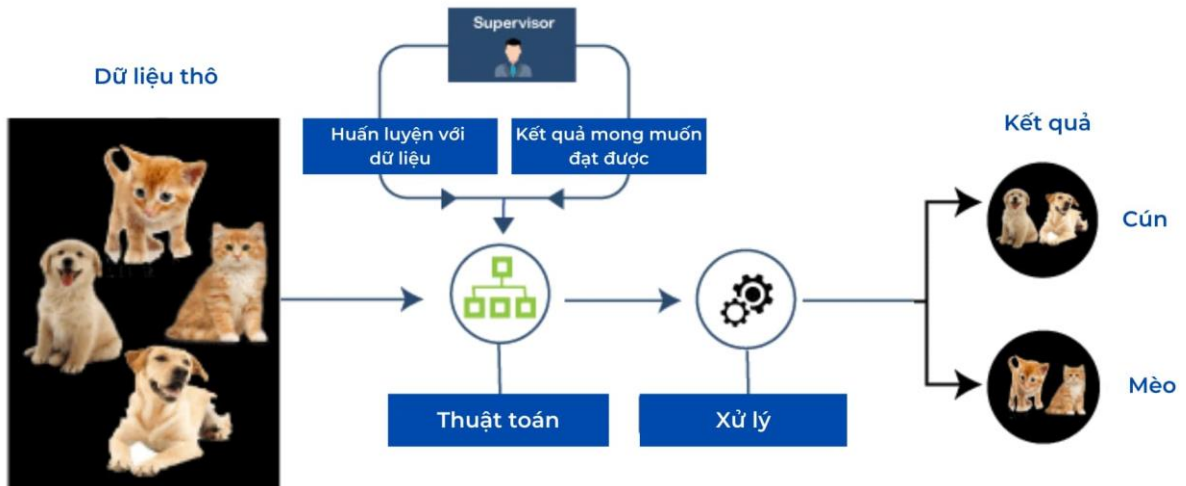 Supervisor
Dữ liệu thô
Huấn luyện với
dữ liệu
Kết quả mong muốn
đạt được
Kết quả
Cún
Mèo
Thuật toán
Xử lý